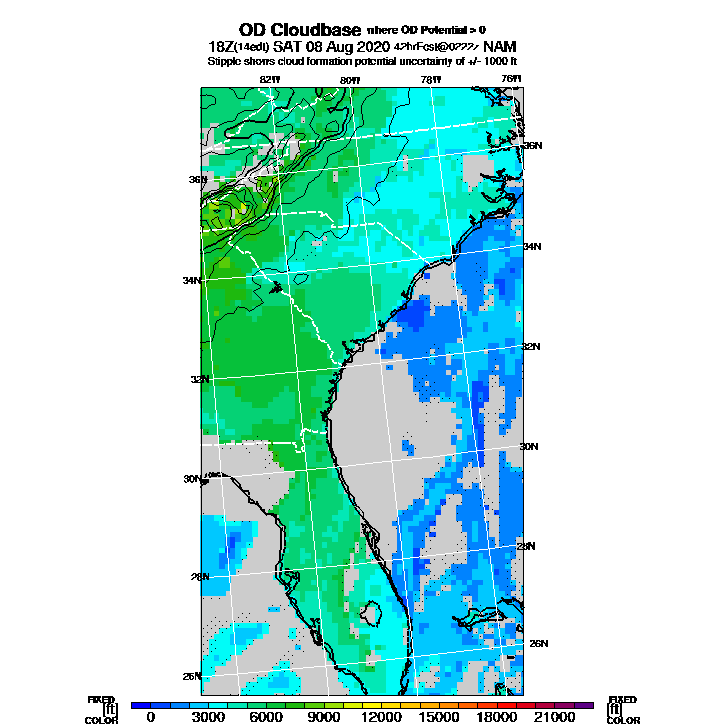 OD Cloudbase where OD Potential > 0
18Z(14edt) SAT 08 Aug 2020 42hrFcst@0222z NAM
Stipple shows cloud formation potential uncertainty of +/- 1000 ft
82W 80W 78W 76W
36N
36N
34N
34N
32N
32N
30N
30N
28N
28N
26N
26N
FIXED FIXED
[ft] [ft]
COLOR COLOR
0 3000 6000 9000 12000 15000 18000 21000